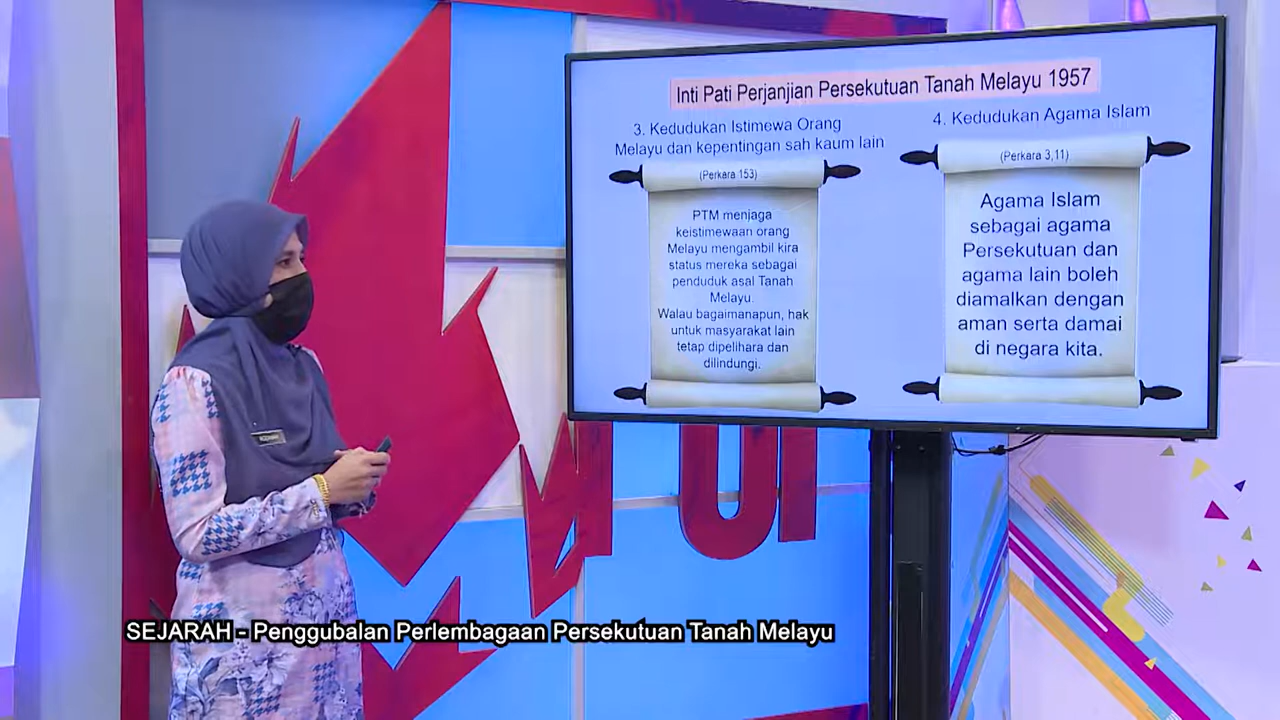 Inti Pati Perjanjian Persekutuan Tanah Melayu 1957
3. Kedudukan Istimewa Orang
Melayu dan kepentingan sah kaum lain
(Perkara 153)
PTM menjaga
keistimewaan orang
Melayu mengambil kira
status mereka sebagai
penduduk asal Tanah
Melayu.
Walau bagaimanapun, hak
untuk masyarakat lain
tetap dipelihara dan
dilindungi.
4. Kedudukan Agama Islam
(Perkara 3,11)
Agama Islam
sebagai agama
Persekutuan dan
agama lain boleh
diamalkan dengan
aman serta damai
di negara kita.
SEJARAH - Penggubalan Perlembagaan Persekutuan Tanah Melayu